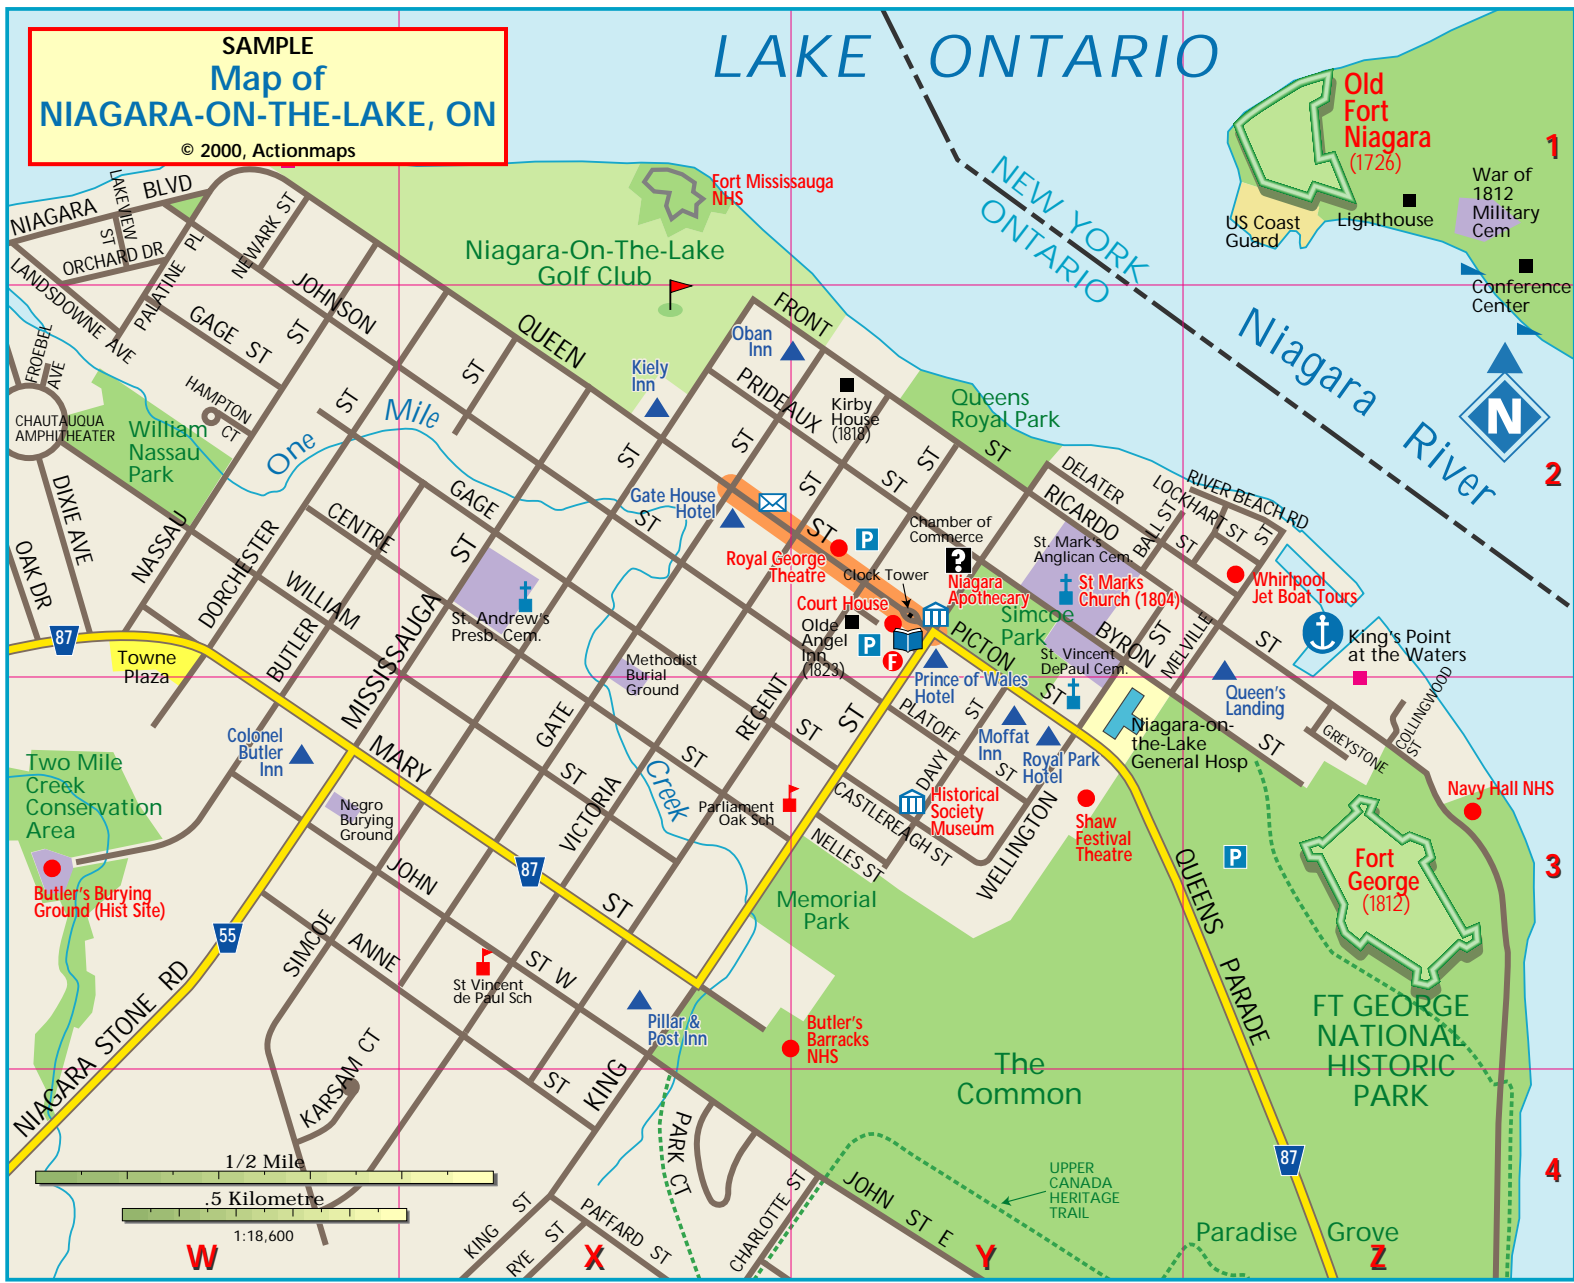 SAMPLE
Map of
NIAGARA-ON-THE-LAKE, ON
© 2000, Actionmaps
LAKE ONTARIO
Old
Fort
Niagara
(1726)
1
War of
1812
Military
Cem
Lighthouse
US Coast
Guard
Conference
Center
NEW YORK
ONTARIO
Fort Mississauga
NHS
Niagara-On-The-Lake
Golf Club
NIAGARA BLVD
LAKEVIEW
ST
ORCHARD DR
LANDSDOWNE AVE
PALATINE PL
NEWARK ST
JOHNSON
GAGE ST
ST
QUEEN
FRONT
Oban
Inn
Kiely
Inn
PRIDEAUX
Kirby
House
(1818)
Queens
Royal Park
Niagara
River
N
2
FROEBEL
AVE
HAMPTON
CT
CHAUTAUQUA
AMPHITHEATER
William
Nassau
Park
One
Mile
ST
ST
ST
ST
ST
ST
ST
ST
ST
DELATER
RICARDO
LOCKHART ST
RIVER BEACH RD
BALL ST
ST
ST
DIXIE AVE
OAK DR
NASSAU
DORCHESTER
CENTRE
GAGE
ST
ST
Gate House
Hotel
ST
P
Royal George
Theatre
Clock Tower
Chamber of
Commerce
?
Niagara
Apothecary
St. Mark's
Anglican Cem.
St Marks
Church (1804)
Whirlpool
Jet Boat Tours
Court House
Olde
Angel
Inn
(1823)
P
F
Simcoe
Park
PICTON
ST
BYRON
ST
MELVILLE
ST
King's Point
at the Waters
St. Vincent
DePaul Cem.
Prince of Wales
Hotel
Queen's
Landing
87
Towne
Plaza
WILLIAM
BUTLER
MISSISSAUGA
St. Andrew's
Presb. Cem.
Methodist
Burial
Ground
GATE
REGENT
ST
ST
PLATOFF
ST
ST
Moffat
Inn
Royal Park
Hotel
Niagara-on-
the-Lake
General Hosp
ST
GREYSTONE
COLLINGWOOD
ST
Colonel
Butler
Inn
MARY
ST
ST
Creek
VICTORIA
Parliament
Oak Sch
CASTLEREAGH ST
DAVY
Historical
Society
Museum
NELLES ST
WELLINGTON
Shaw
Festival
Theatre
P
Navy Hall NHS
Two Mile
Creek
Conservation
Area
Negro
Burying
Ground
JOHN
87
ST
Memorial
Park
QUEENS PARADE
Fort
George
(1812)
3
Butler's Burying
Ground (Hist Site)
55
SIMCOE
ANNE
ST W
St Vincent
de Paul Sch
Pillar &
Post Inn
Butler's
Barracks
NHS
FT GEORGE
NATIONAL
HISTORIC
PARK
The
Common
NIAGARA STONE RD
KARSAM CT
ST
KING
PARK CT
87
4
1/2 Mile
.5 Kilometre
1:18,600
KING ST
RYE ST
PAFFARD ST
CHARLOTTE ST
JOHN ST E
UPPER
CANADA
HERITAGE
TRAIL
Paradise Grove
W
X
Y
Z